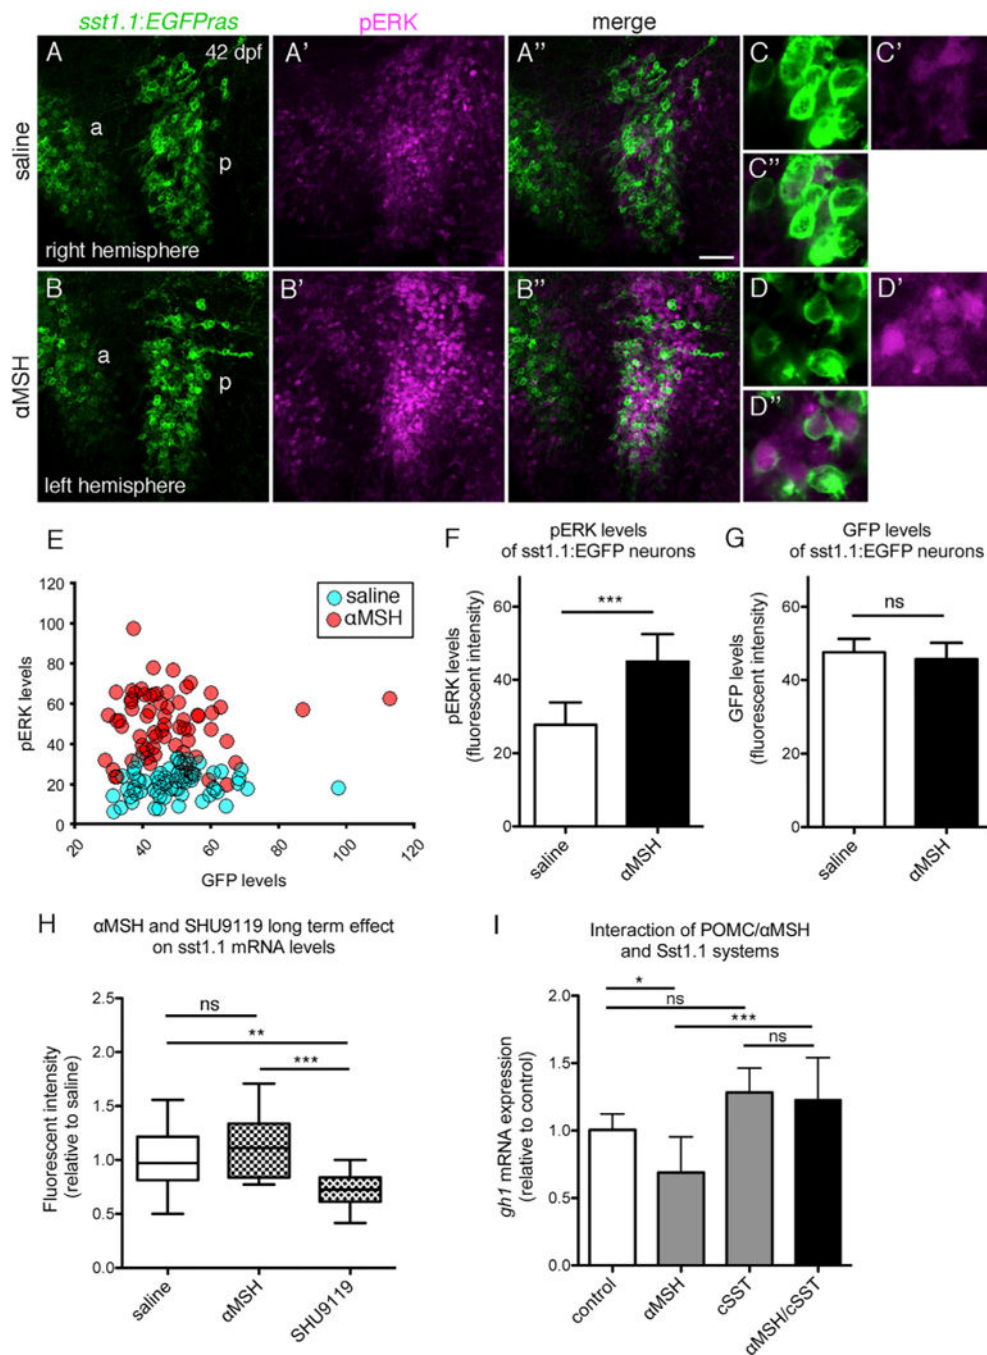 sst1.1:EGFPras pERK merge
A 42 dpf A' A'' C C'
saline
a
p
C''
right hemisphere
B B' B'' D D'
αMSH
a
p
D''
left hemisphere
E
120
100
80
60
40
20
0
pERK levels
saline
αMSH
20 40 60 80 100 120
GFP levels
F
pERK levels
of sst1.1:EGFP neurons
60
40
20
0
pERK levels
(fluorescent intensity)
***
saline αMSH
G
GFP levels
of sst1.1:EGFP neurons
60
40
20
0
GFP levels
(fluorescent intensity)
ns
saline αMSH
H
αMSH and SHU9119 long term effect
on sst1.1 mRNA levels
2.5
2.0
1.5
1.0
0.5
0.0
Fluorescent intensity
(relative to saline)
ns
**
***
saline αMSH SHU9119
I
Interaction of POMC/αMSH
and Sst1.1 systems
2.0
1.5
1.0
0.5
0.0
gh1 mRNA expression
(relative to control)
*
ns
***
ns
control αMSH cSST αMSH/cSST